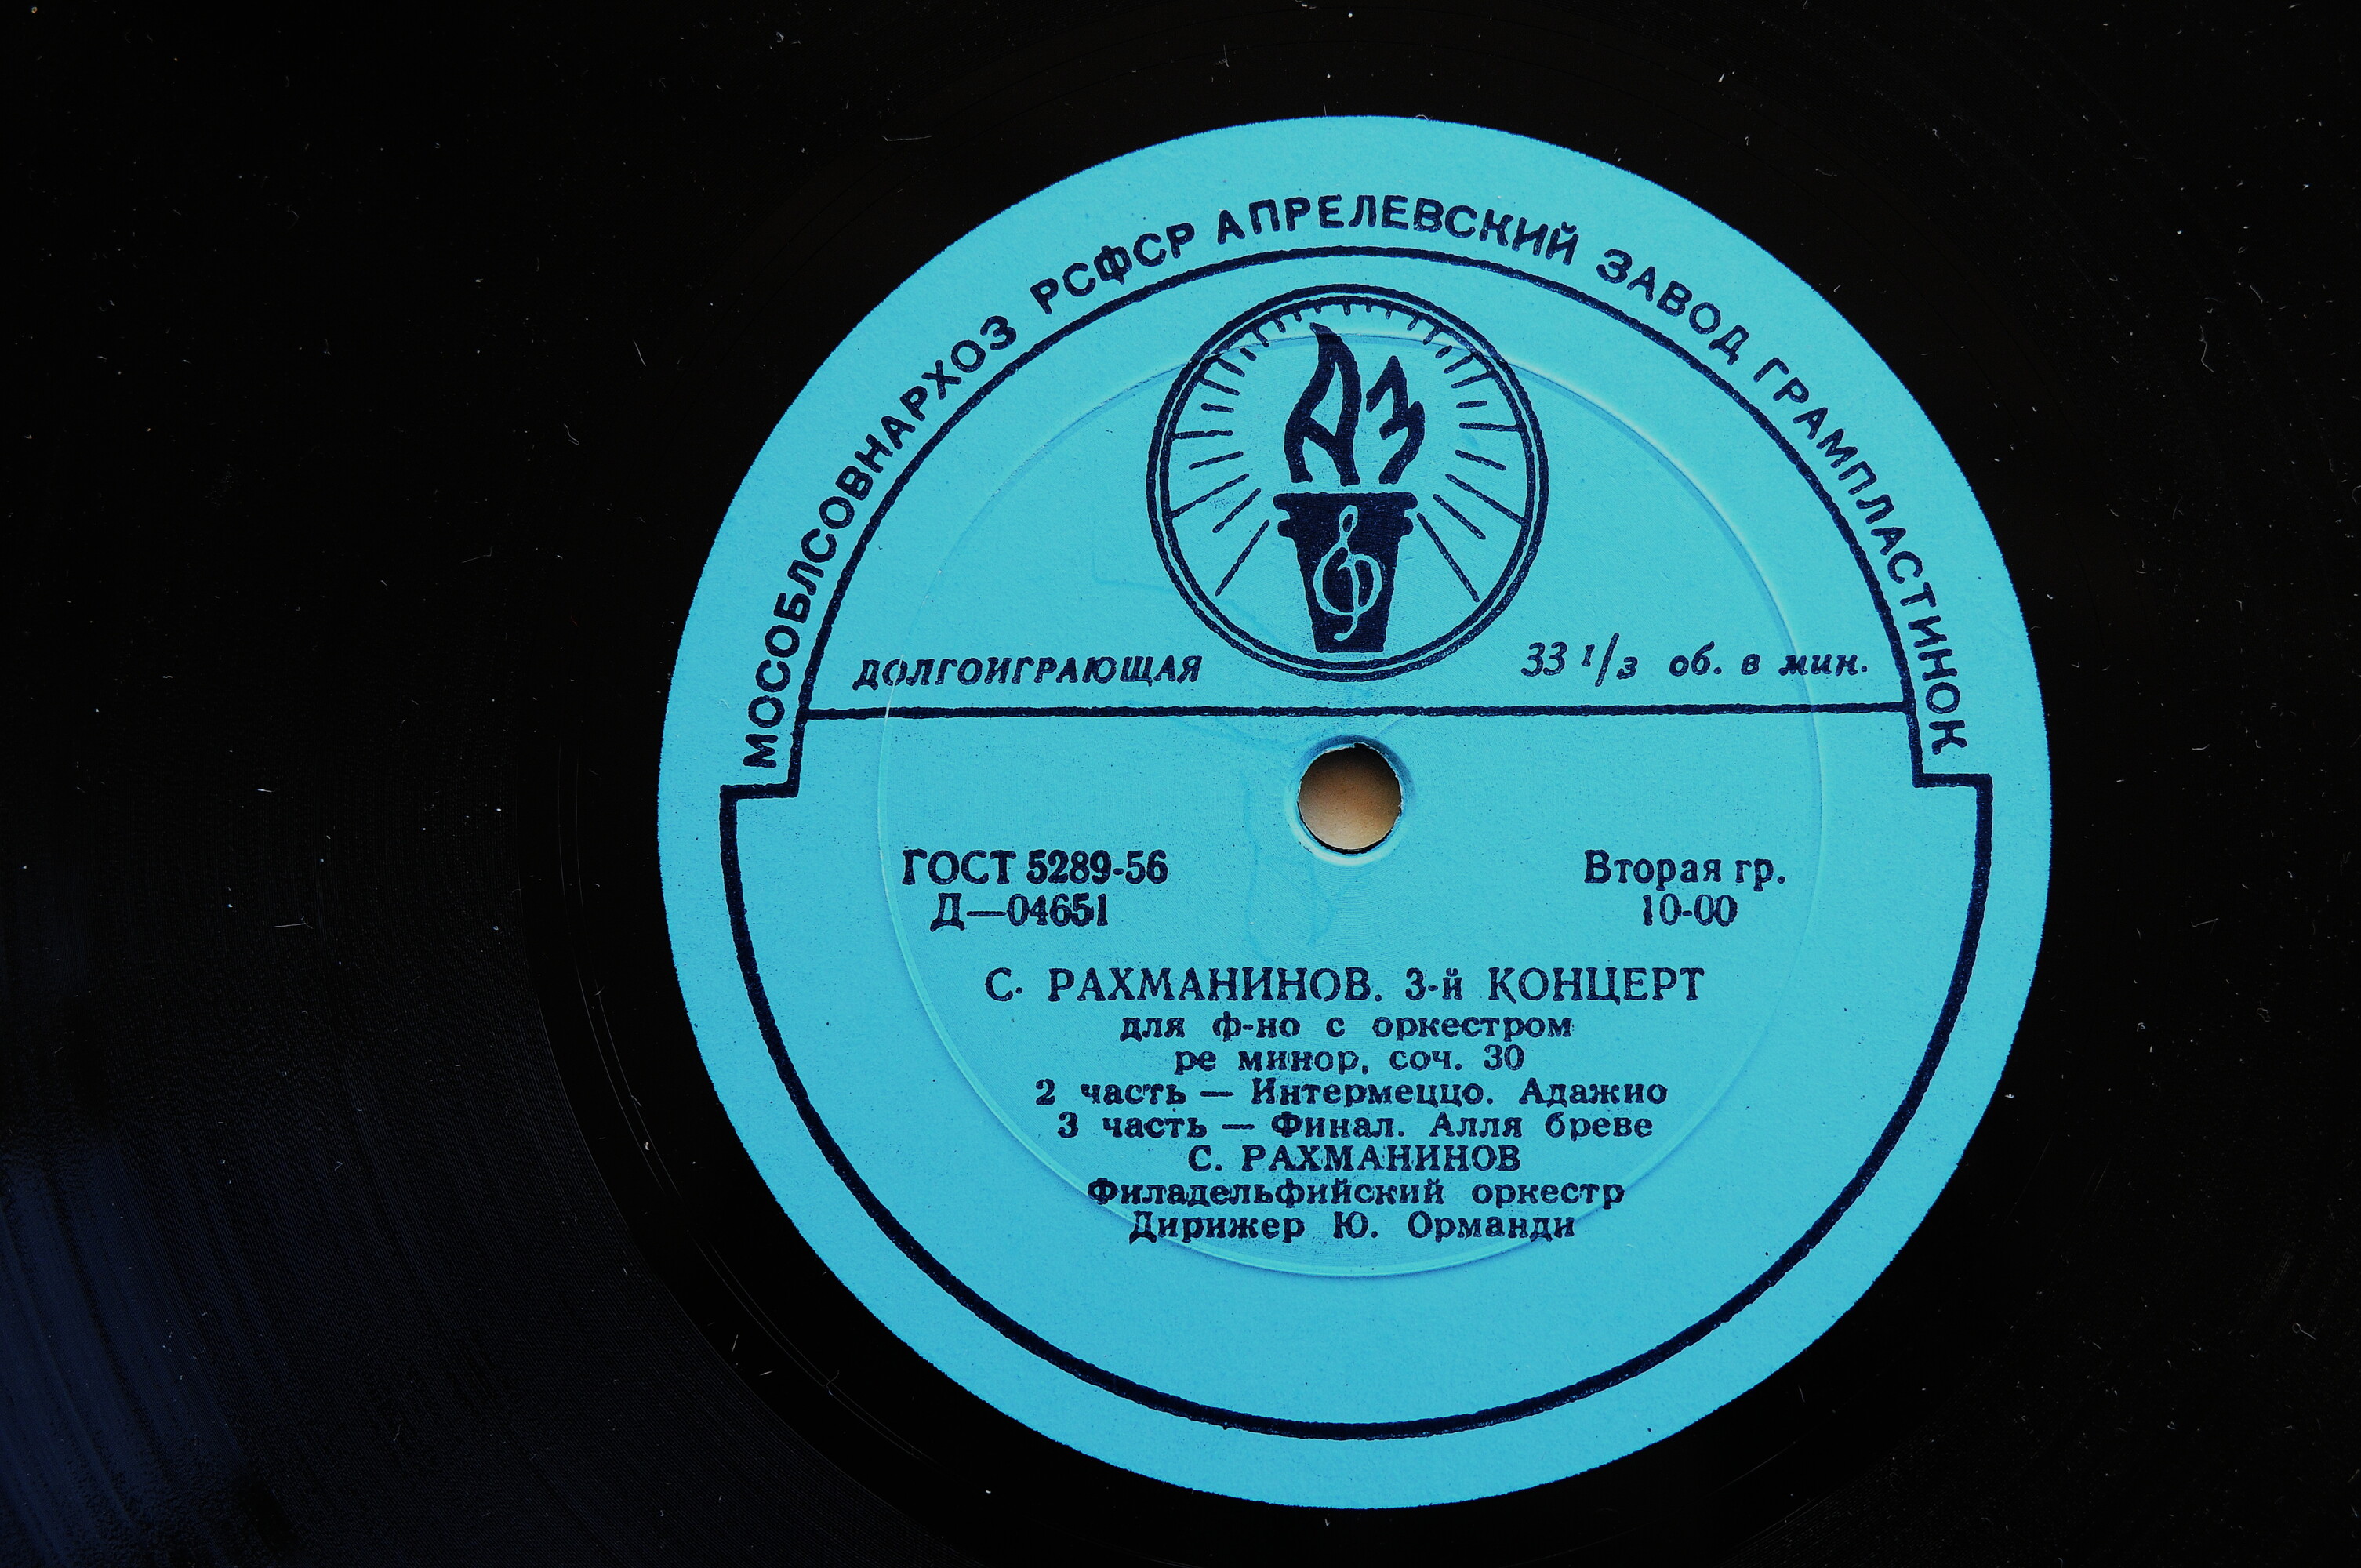 МОСОБЛСОВНАРХОЗ РСФСР АПРЕЛЕВСКИЙ ЗАВОД ГРАМПЛАСТИНОК
АЗ
ДОЛГОИГРАЮЩАЯ
33 1/3 об. в мин.
ГОСТ 5289-56
Д—04651
Вторая гр.
10-00
С. РАХМАНИНОВ. 3-й КОНЦЕРТ
для ф-но с оркестром
ре минор, соч. 30
2 часть — Интермеццо. Адажио
3 часть — Финал. Алля бреве
С. РАХМАНИНОВ
Филадельфийский оркестр
Дирижер Ю. Орманди